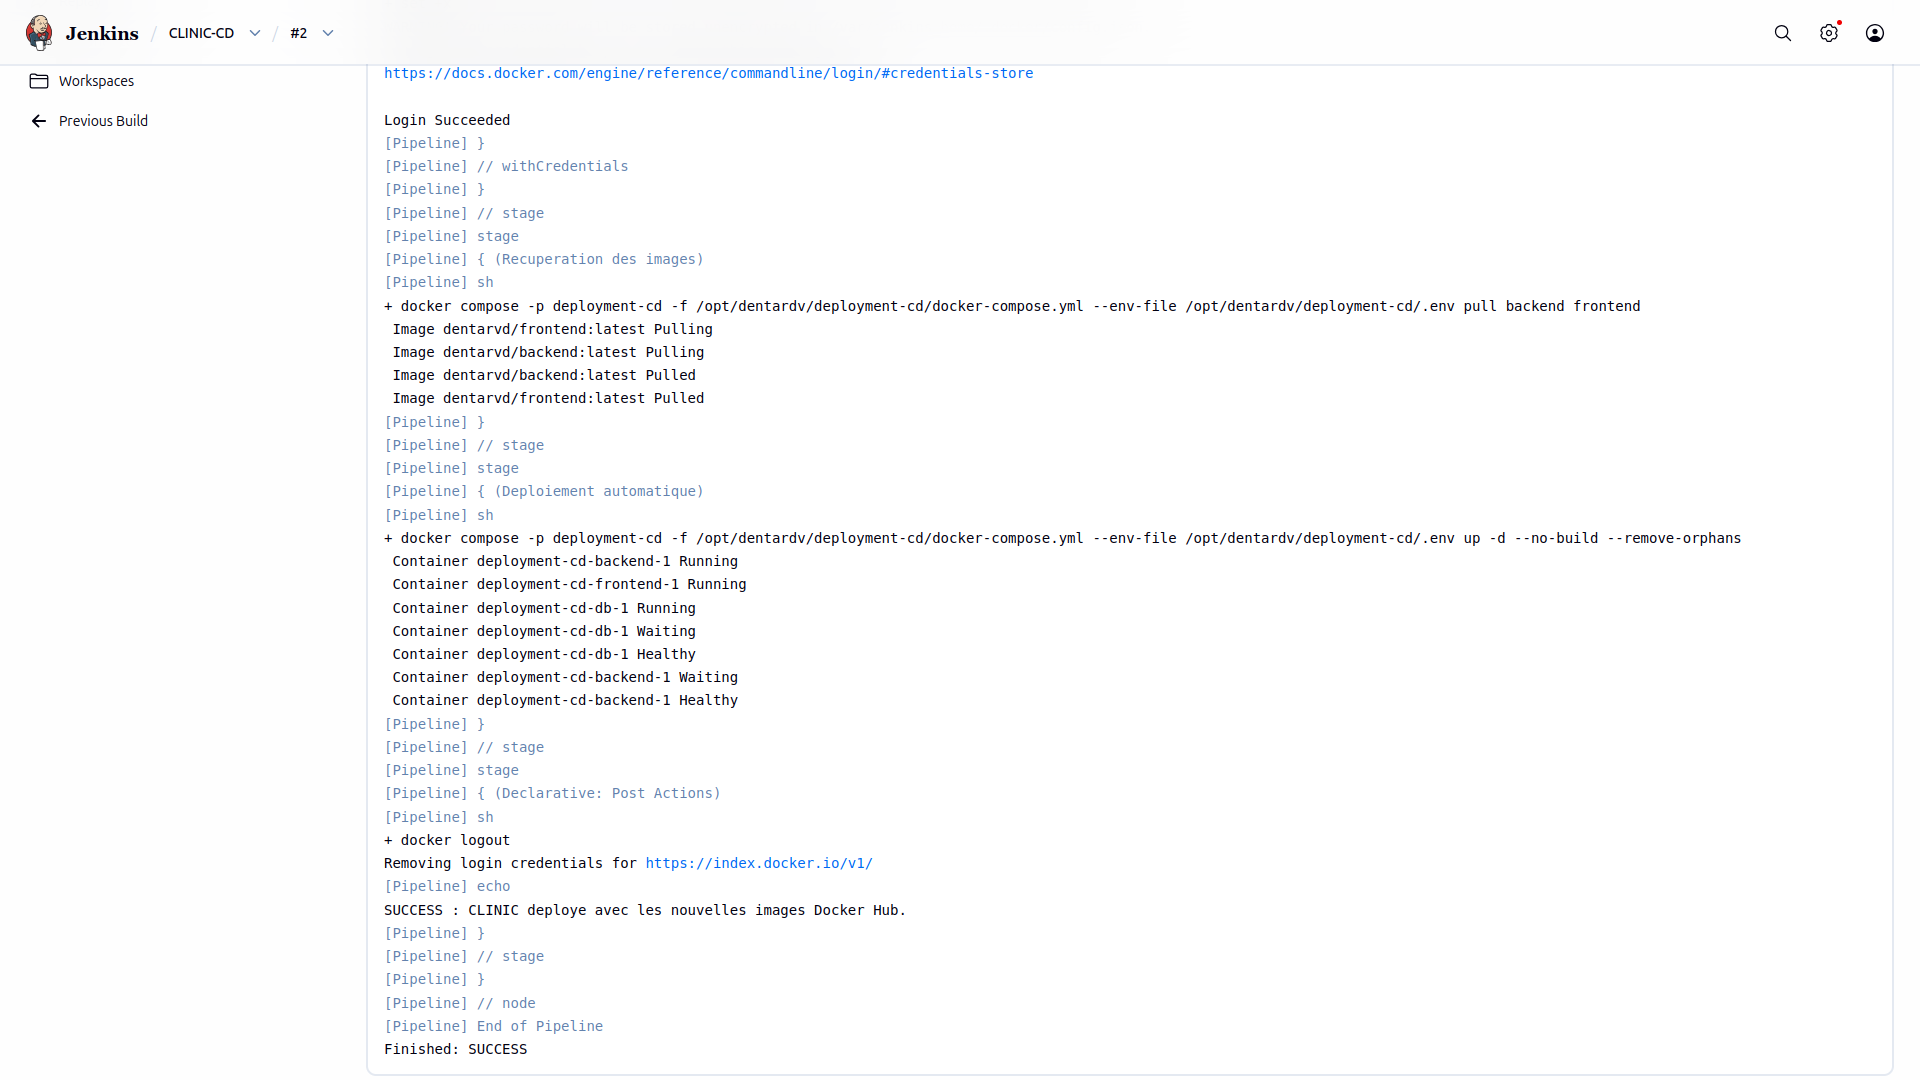 Jenkins / CLINIC-CD / #2
Workspaces
Previous Build
https://docs.docker.com/engine/reference/commandline/login/#credentials-store
Login Succeeded
[Pipeline] }
[Pipeline] // withCredentials
[Pipeline] }
[Pipeline] // stage
[Pipeline] stage
[Pipeline] { (Recuperation des images)
[Pipeline] sh
+ docker compose -p deployment-cd -f /opt/dentardv/deployment-cd/docker-compose.yml --env-file /opt/dentardv/deployment-cd/.env pull backend frontend
Image dentarvd/frontend:latest Pulling
Image dentarvd/backend:latest Pulling
Image dentarvd/backend:latest Pulled
Image dentarvd/frontend:latest Pulled
[Pipeline] }
[Pipeline] // stage
[Pipeline] stage
[Pipeline] { (Deploiement automatique)
[Pipeline] sh
+ docker compose -p deployment-cd -f /opt/dentardv/deployment-cd/docker-compose.yml --env-file /opt/dentardv/deployment-cd/.env up -d --no-build --remove-orphans
Container deployment-cd-backend-1 Running
Container deployment-cd-frontend-1 Running
Container deployment-cd-db-1 Running
Container deployment-cd-db-1 Waiting
Container deployment-cd-db-1 Healthy
Container deployment-cd-backend-1 Waiting
Container deployment-cd-backend-1 Healthy
[Pipeline] }
[Pipeline] // stage
[Pipeline] stage
[Pipeline] { (Declarative: Post Actions)
[Pipeline] sh
+ docker logout
Removing login credentials for https://index.docker.io/v1/
[Pipeline] echo
SUCCESS : CLINIC deploye avec les nouvelles images Docker Hub.
[Pipeline] }
[Pipeline] // stage
[Pipeline] }
[Pipeline] // node
[Pipeline] End of Pipeline
Finished: SUCCESS